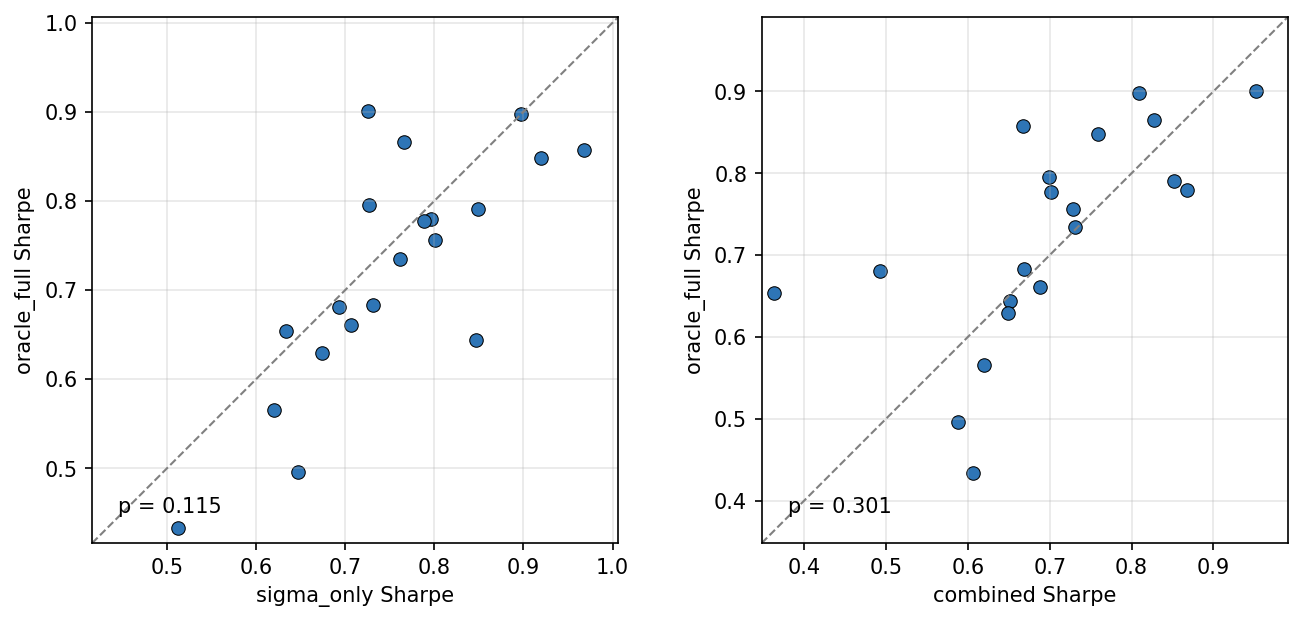 1.0
0.9
0.8
0.7
0.6
0.5
oracle_full Sharpe
p = 0.115
0.5 0.6 0.7 0.8 0.9 1.0
sigma_only Sharpe
0.9
0.8
0.7
0.6
0.5
0.4
oracle_full Sharpe
p = 0.301
0.4 0.5 0.6 0.7 0.8 0.9
combined Sharpe